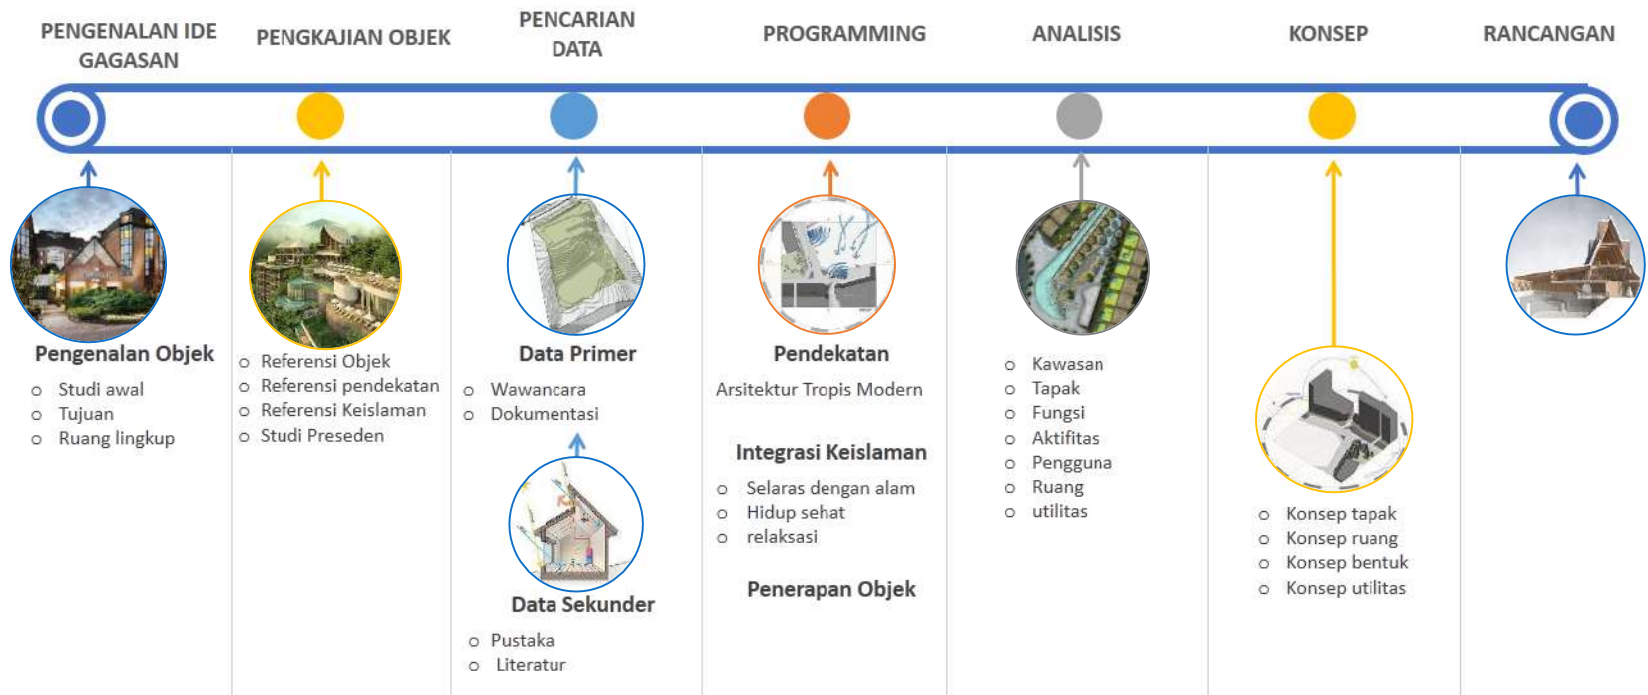 PENGENALAN IDE
GAGASAN
PENGKAJIAN OBJEK
PENCARIAN
DATA
PROGRAMMING
ANALISIS
KONSEP
RANCANGAN
Pengenalan Objek
o Studi awal
o Tujuan
o Ruang lingkup
o Referensi Objek
o Referensi pendekatan
o Referensi Keislaman
o Studi Preseden
Data Primer
o Wawancara
o Dokumentasi
Data Sekunder
o Pustaka
o Literatur
Pendekatan
Arsitektur Tropis Modern
Integrasi Keislaman
o Selaras dengan alam
o Hidup sehat
o relaksasi
Penerapan Objek
o Kawasan
o Tapak
o Fungsi
o Aktifitas
o Pengguna
o Ruang
o utilitas
o Konsep tapak
o Konsep ruang
o Konsep bentuk
o Konsep utilitas